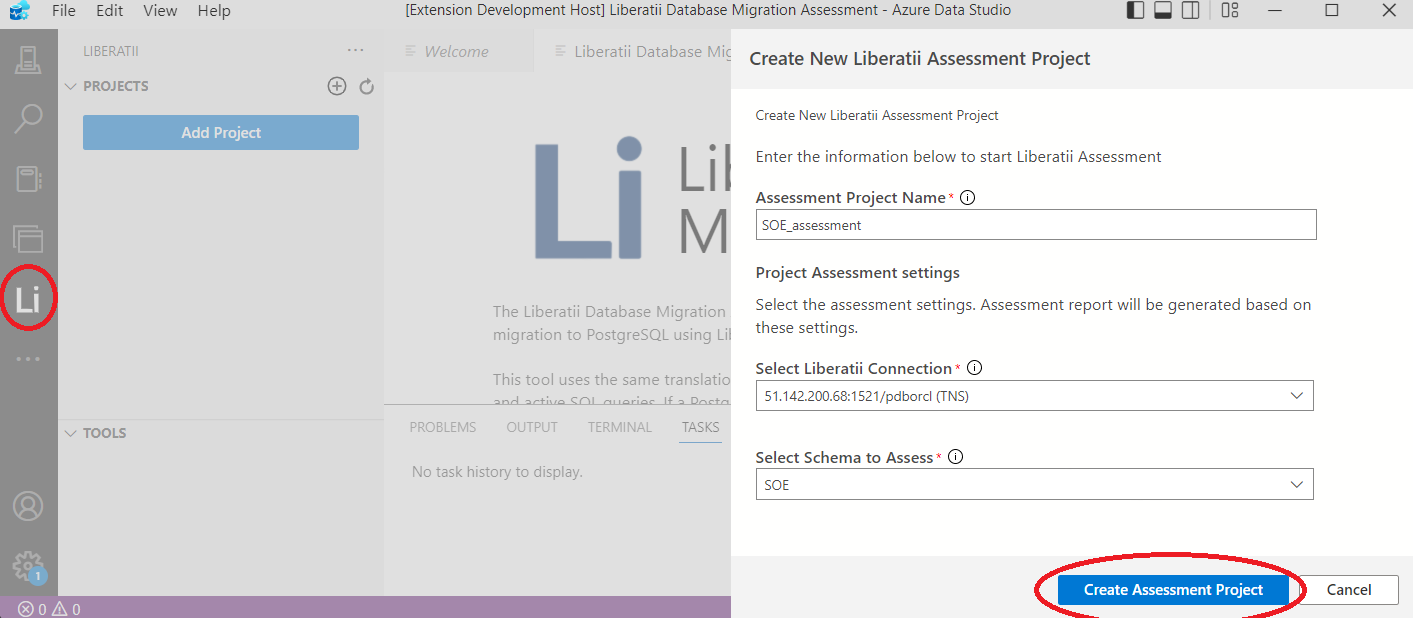 File Edit View Help
[Extension Development Host] Liberatii Database Migration Assessment - Azure Data Studio
LIBERATII
PROJECTS
Add Project
Li
TOOLS
1
0 0
Welcome
Liberatii Database Mig
Li
Lib
M
The Liberatii Database Migration
migration to PostgreSQL using Lib
This tool uses the same translatio
and active SQL queries. If a Postg
PROBLEMS OUTPUT TERMINAL TASKS
No task history to display.
Create New Liberatii Assessment Project
Create New Liberatii Assessment Project
Enter the information below to start Liberatii Assessment
Assessment Project Name*
SOE_assessment
Project Assessment settings
Select the assessment settings. Assessment report will be generated based on
these settings.
Select Liberatii Connection*
51.142.200.68:1521/pdborcl (TNS)
Select Schema to Assess*
SOE
Create Assessment Project
Cancel